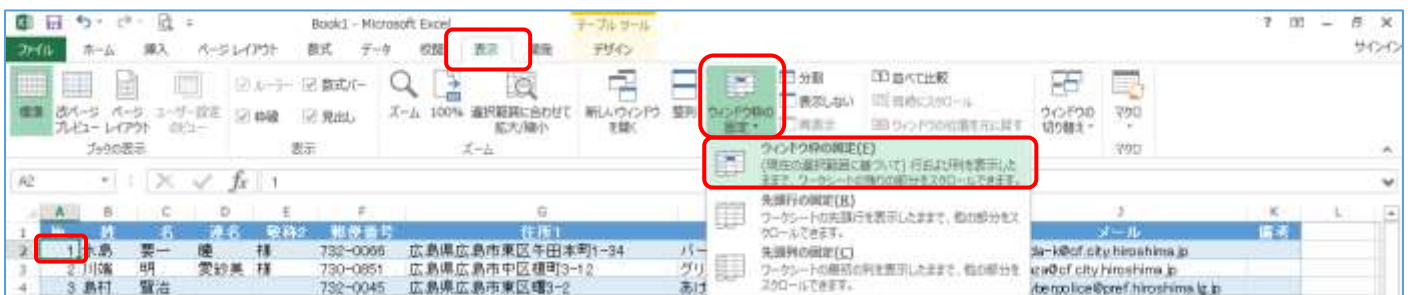 Book1 - Microsoft Excel
テーブル ツール
ファイル ホーム 挿入 ページ レイアウト 数式 データ 校閲 表示 開発 デザイン
サインイン
標準 改ページ プレビュー ページ レイアウト ユーザー設定のビュー
ルーラー 数式バー
枠線 見出し
ズーム 100% 選択範囲に合わせて拡大/縮小
新しいウィンドウを開く 整列 ウィンドウ枠の固定
分割
表示しない
再表示
並べて比較
同時にスクロール
ウィンドウの位置を元に戻す
ウィンドウの切り替え マクロ
ブックの表示 表示 ズーム マクロ
ウィンドウ枠の固定(E)
(現在の選択範囲に基づいて) 行および列を表示したままで、ワークシートの残りの部分をスクロールできます。
先頭行の固定(R)
ワークシートの先頭行を表示したままで、他の部分をスクロールできます。
先頭列の固定(C)
ワークシートの最初の列を表示したままで、他の部分をスクロールできます。
A2 fx 1
A B C D E F G J K L
1 姓 名 連名 敬称2 郵便番号 住所1 メール 備考
2 1 水島 要一 瞳 様 732-0066 広島県広島市東区牛田本町1-34 パー da-k@cf.city.hiroshima.jp
3 2 川端 明 愛紗美 様 730-0851 広島県広島市中区榎町3-12 グリ @cf.city.hiroshima.jp
4 3 島村 賢治 732-0045 広島県広島市東区曙3-2 あけ yberpolice@pref.hiroshima.lg.jp